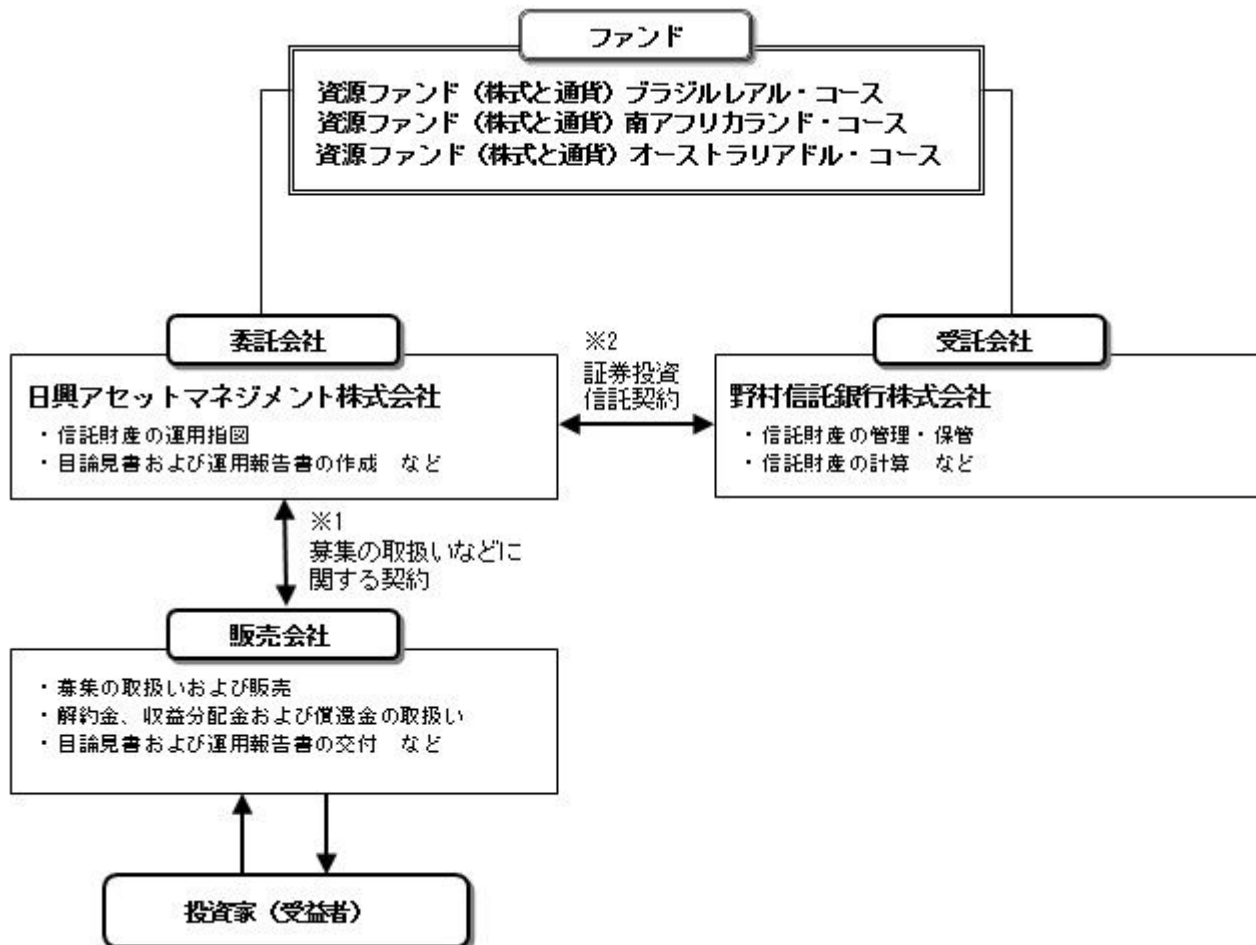 ファンド
資源ファンド（株式と通貨）ブラジルレアル・コース
資源ファンド（株式と通貨）南アフリカランド・コース
資源ファンド（株式と通貨）オーストラリアドル・コース
委託会社
日興アセットマネジメント株式会社
・信託財産の運用指図
・目論見書および運用報告書の作成　など
※2
証券投資
信託契約
受託会社
野村信託銀行株式会社
・信託財産の管理・保管
・信託財産の計算　など
※1
募集の取扱いなどに
関する契約
販売会社
・募集の取扱いおよび販売
・解約金、収益分配金および償還金の取扱い
・目論見書および運用報告書の交付　など
投資家（受益者）